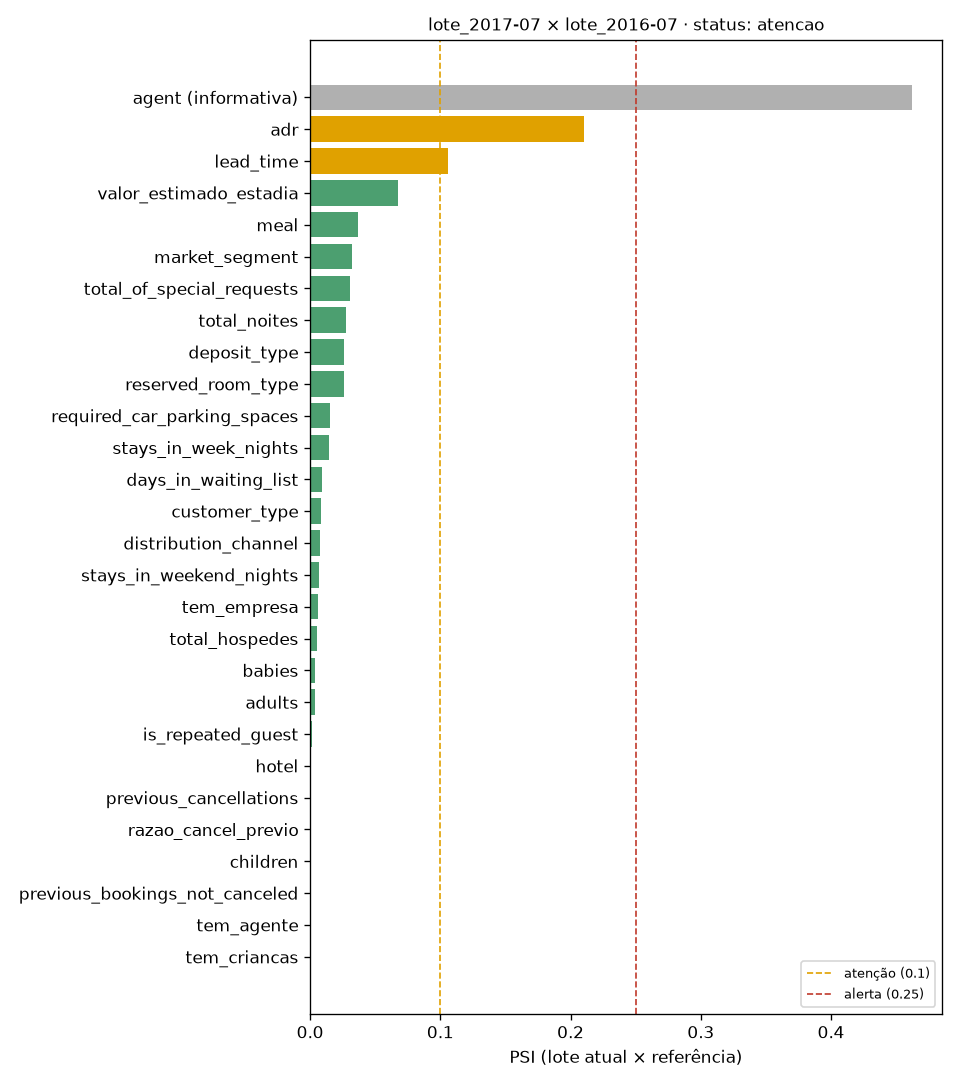 lote_2017-07 × lote_2016-07 · status: atencao
agent (informativa)
adr
lead_time
valor_estimado_estadia
meal
market_segment
total_of_special_requests
total_noites
deposit_type
reserved_room_type
required_car_parking_spaces
stays_in_week_nights
days_in_waiting_list
customer_type
distribution_channel
stays_in_weekend_nights
tem_empresa
total_hospedes
babies
adults
is_repeated_guest
hotel
previous_cancellations
razao_cancel_previo
children
previous_bookings_not_canceled
tem_agente
tem_criancas
atenção (0.1)
alerta (0.25)
0.0 0.1 0.2 0.3 0.4
PSI (lote atual × referência)